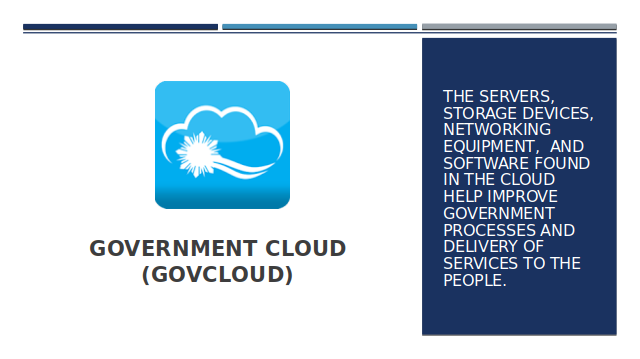 GOVERNMENT CLOUD
(GOVCLOUD)
THE SERVERS,
STORAGE DEVICES,
NETWORKING
EQUIPMENT,  AND
SOFTWARE FOUND
IN THE CLOUD
HELP IMPROVE
GOVERNMENT
PROCESSES AND
DELIVERY OF
SERVICES TO THE
PEOPLE.